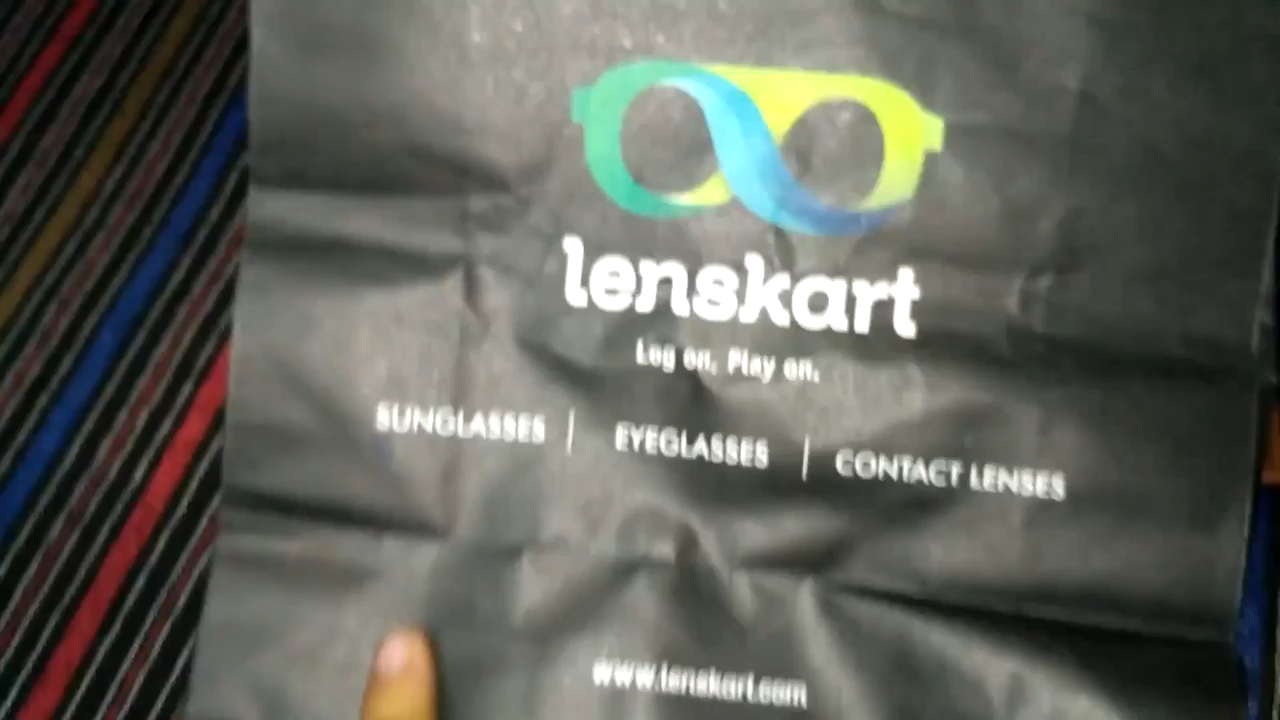 lenskart
Log on, Play on.
SUNGLASSES | EYEGLASSES | CONTACT LENSES
www.lenskart.com